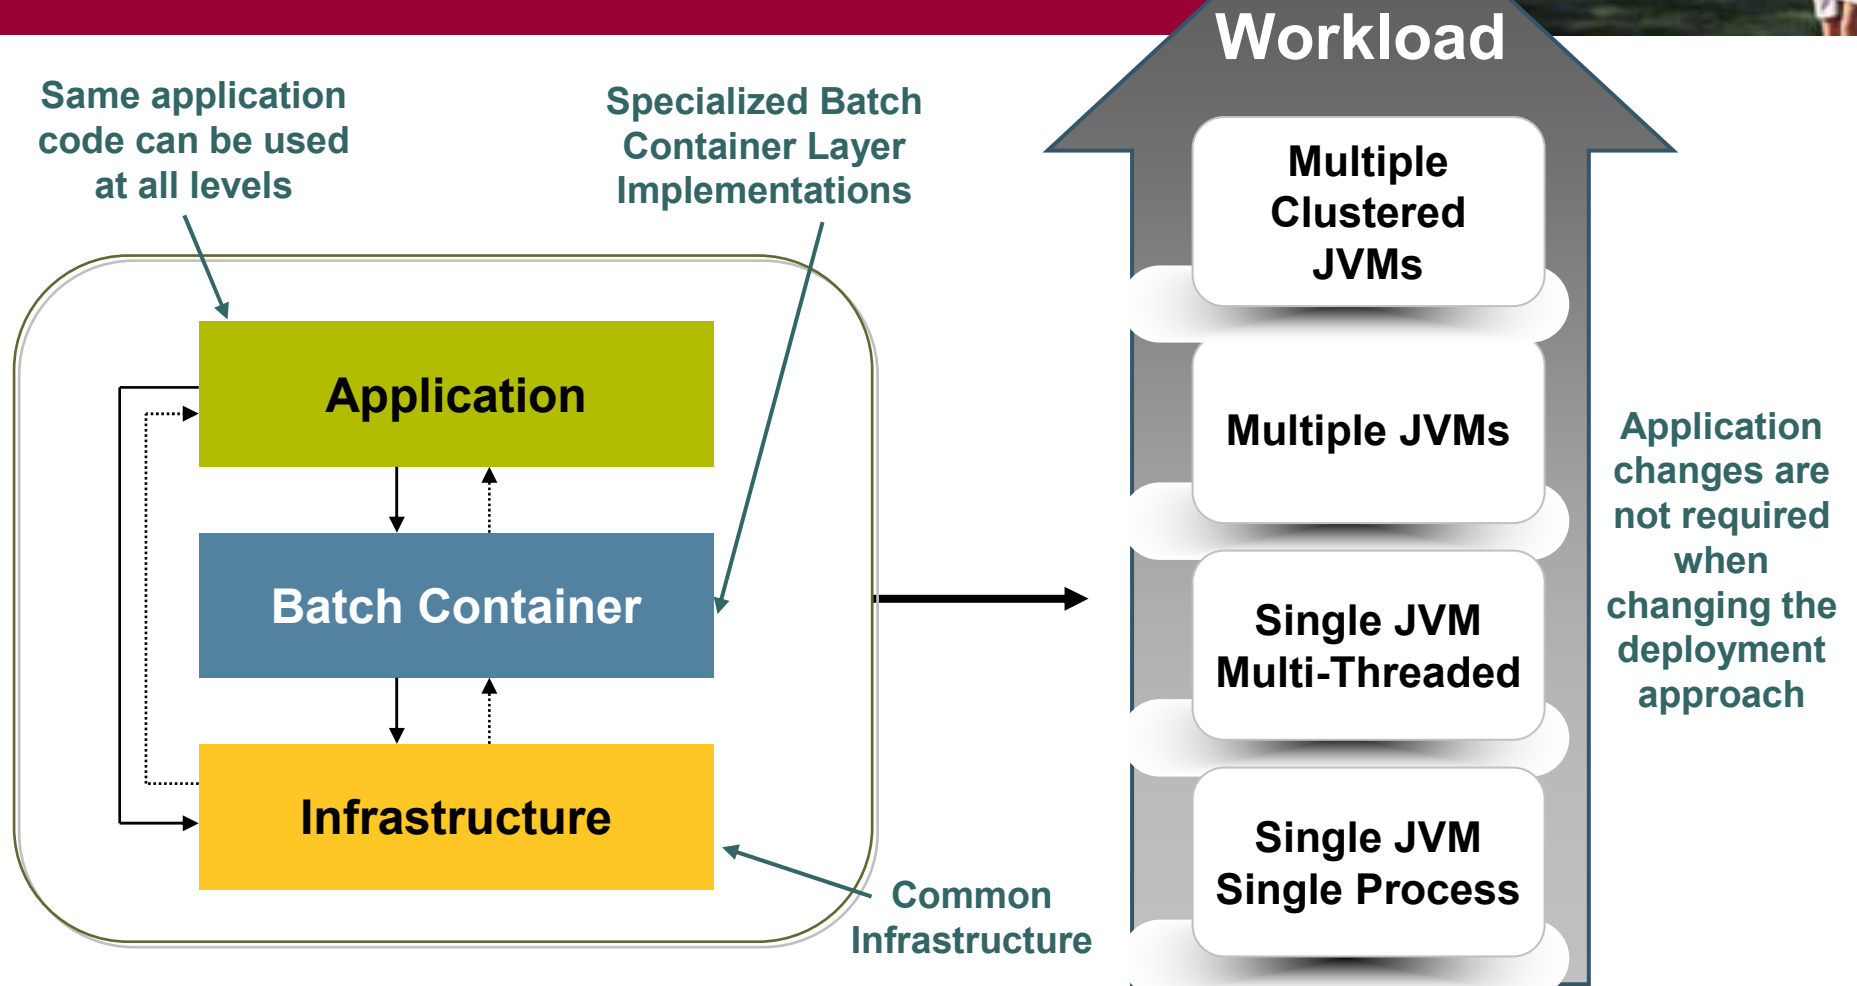 Workload
Same application
code can be used
at all levels
Specialized Batch
Container Layer
Implementations
Application
Batch Container
Infrastructure
Common
Infrastructure
Multiple
Clustered
JVMs
Multiple JVMs
Single JVM
Multi-Threaded
Single JVM
Single Process
Application
changes are
not required
when
changing the
deployment
approach